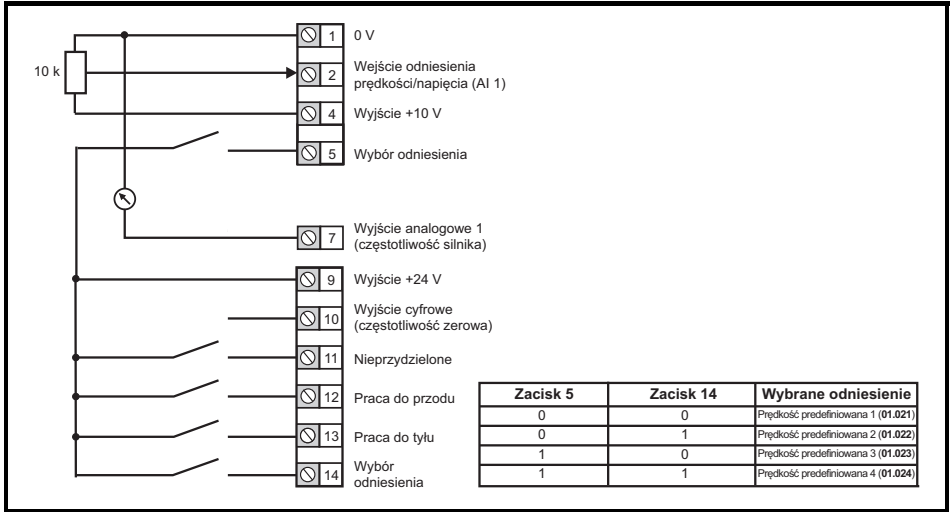 10 k
1 0 V
2 Wejście odniesienia
prędkości/napięcia (AI 1)
4 Wyjście +10 V
5 Wybór odniesienia
7 Wyjście analogowe 1
(częstotliwość silnika)
9 Wyjście +24 V
10 Wyjście cyfrowe
(częstotliwość zerowa)
11 Nieprzydzielone
12 Praca do przodu
13 Praca do tyłu
14 Wybór
odniesienia
Zacisk 5 Zacisk 14 Wybrane odniesienie
0 0 Prędkość predefiniowana 1 (01.021)
0 1 Prędkość predefiniowana 2 (01.022)
1 0 Prędkość predefiniowana 3 (01.023)
1 1 Prędkość predefiniowana 4 (01.024)